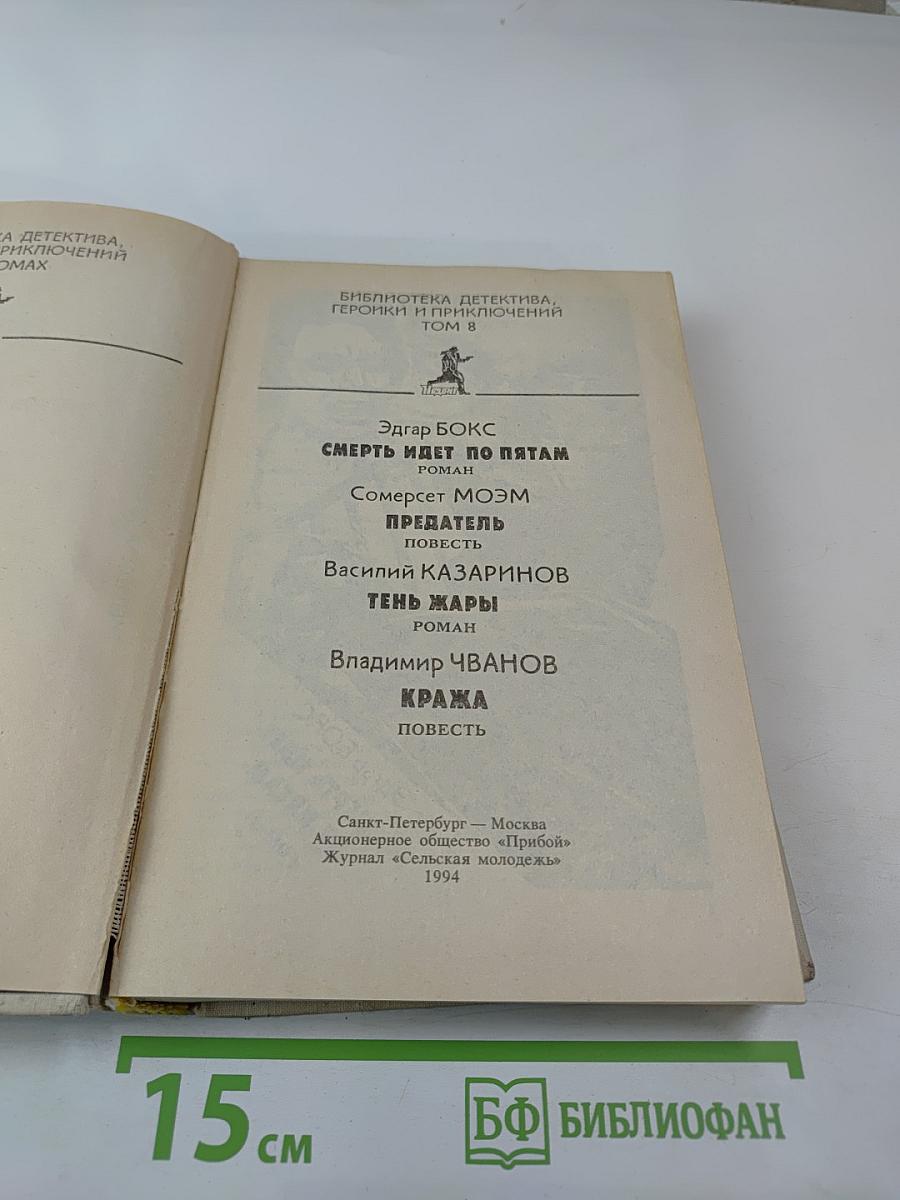 ДЕТЕКТИВА,
БИБЛИОТЕКА ДЕТЕКТИВА,
ГЕРОИКИ И ПРИКЛЮЧЕНИЙ
ТОМ 8
Подвиг
Эдгар БОКС
СМЕРТЬ ИДЕТ ПО ПЯТАМ
РОМАН
Сомерсет МОЭМ
ПРЕДАТЕЛЬ
ПОВЕСТЬ
Василий КАЗАРИНОВ
ТЕНЬ ЖАРЫ
РОМАН
Владимир ЧВАНОВ
КРАЖА
ПОВЕСТЬ
Санкт-Петербург — Москва
Акционерное общество «Прибой»
Журнал «Сельская молодежь»
1994
15 см
БФ БИБЛИОФАН